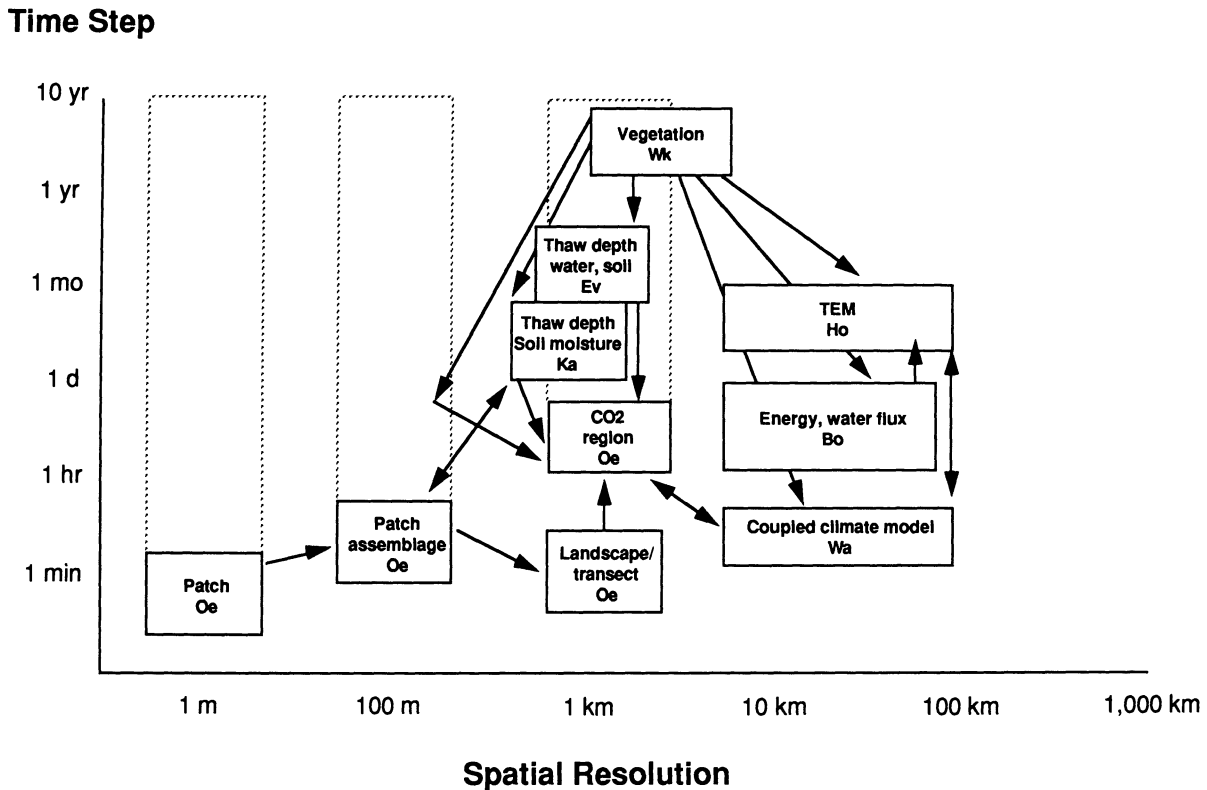 Time Step
10 yr
1 yr
1 mo
1 d
1 hr
1 min
Vegetation
Wk
Thaw depth
water, soil
Ev
Thaw depth
Soil moisture
Ka
TEM
Ho
CO2
region
Oe
Energy, water flux
Bo
Patch
assemblage
Oe
Coupled climate model
Wa
Landscape/
transect
Oe
Patch
Oe
1 m
100 m
1 km
10 km
100 km
1,000 km
Spatial Resolution